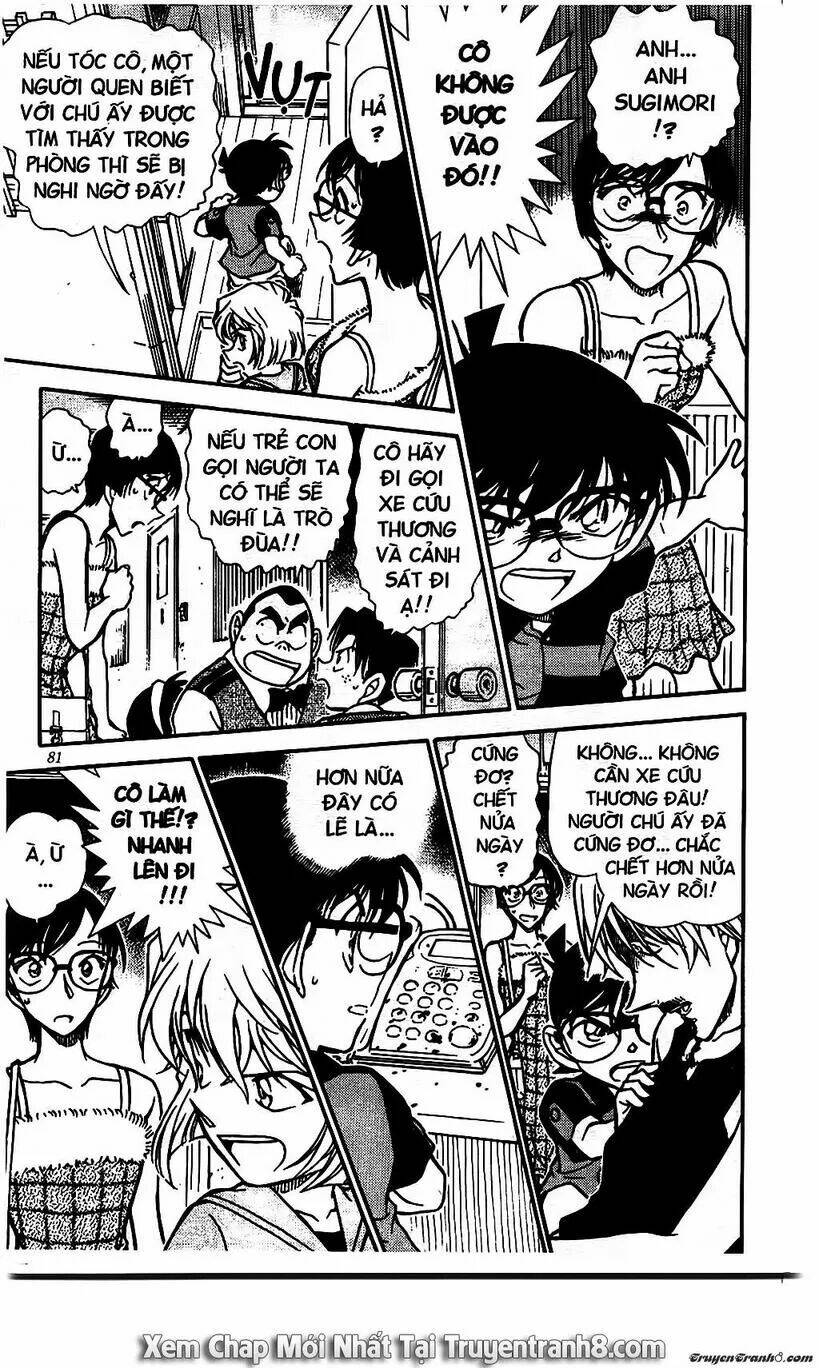 ANH...
ANH
SUGIMORI
!?
CÔ
KHÔNG
ĐƯỢC
VÀO
ĐÓ!!
HẢ
?
VỤT
NẾU TÓC CÔ, MỘT
NGƯỜI QUEN BIẾT
VỚI CHÚ ẤY ĐƯỢC
TÌM THẤY TRONG
PHÒNG THÌ SẼ BỊ
NGHI NGỜ ĐẤY!
CÔ HÃY
ĐI GỌI
XE CỨU
THƯƠNG
VÀ CẢNH
SÁT ĐI
Ạ!!
NẾU TRẺ CON
GỌI NGƯỜI TA
CÓ THỂ SẼ
NGHĨ LÀ TRÒ
ĐÙA!!
À...
Ừ...
81
KHÔNG... KHÔNG
CẦN XE CỨU
THƯƠNG ĐÂU!
NGƯỜI CHÚ ẤY ĐÃ
CỨNG ĐƠ... CHẮC
CHẾT HƠN NỬA
NGÀY RỒI!
CỨNG
ĐƠ?
CHẾT
NỬA
NGÀY
?
HƠN NỮA
ĐÂY CÓ
LẼ LÀ...
CÔ LÀM
GÌ THẾ!?
NHANH
LÊN ĐI
!!!
À, Ừ
...
Xem Chap Mới Nhất Tại Truyentranh8.com
TruyenTranh8.com